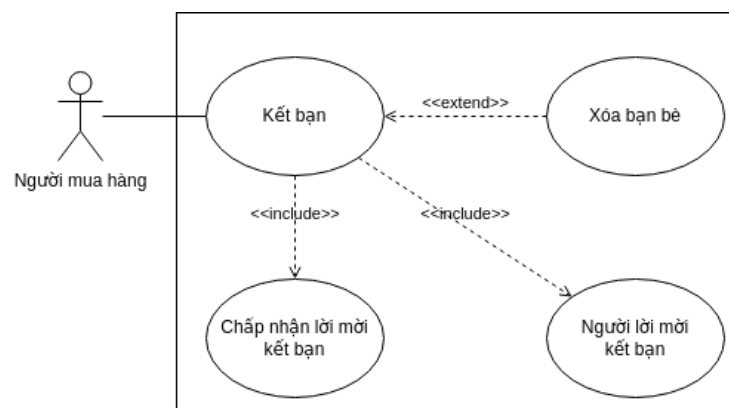 Kết bạn
<<extend>>
Xóa bạn bè
Người mua hàng
<<include>>
<<include>>
Chấp nhận lời mời
kết bạn
Người lời mời
kết bạn